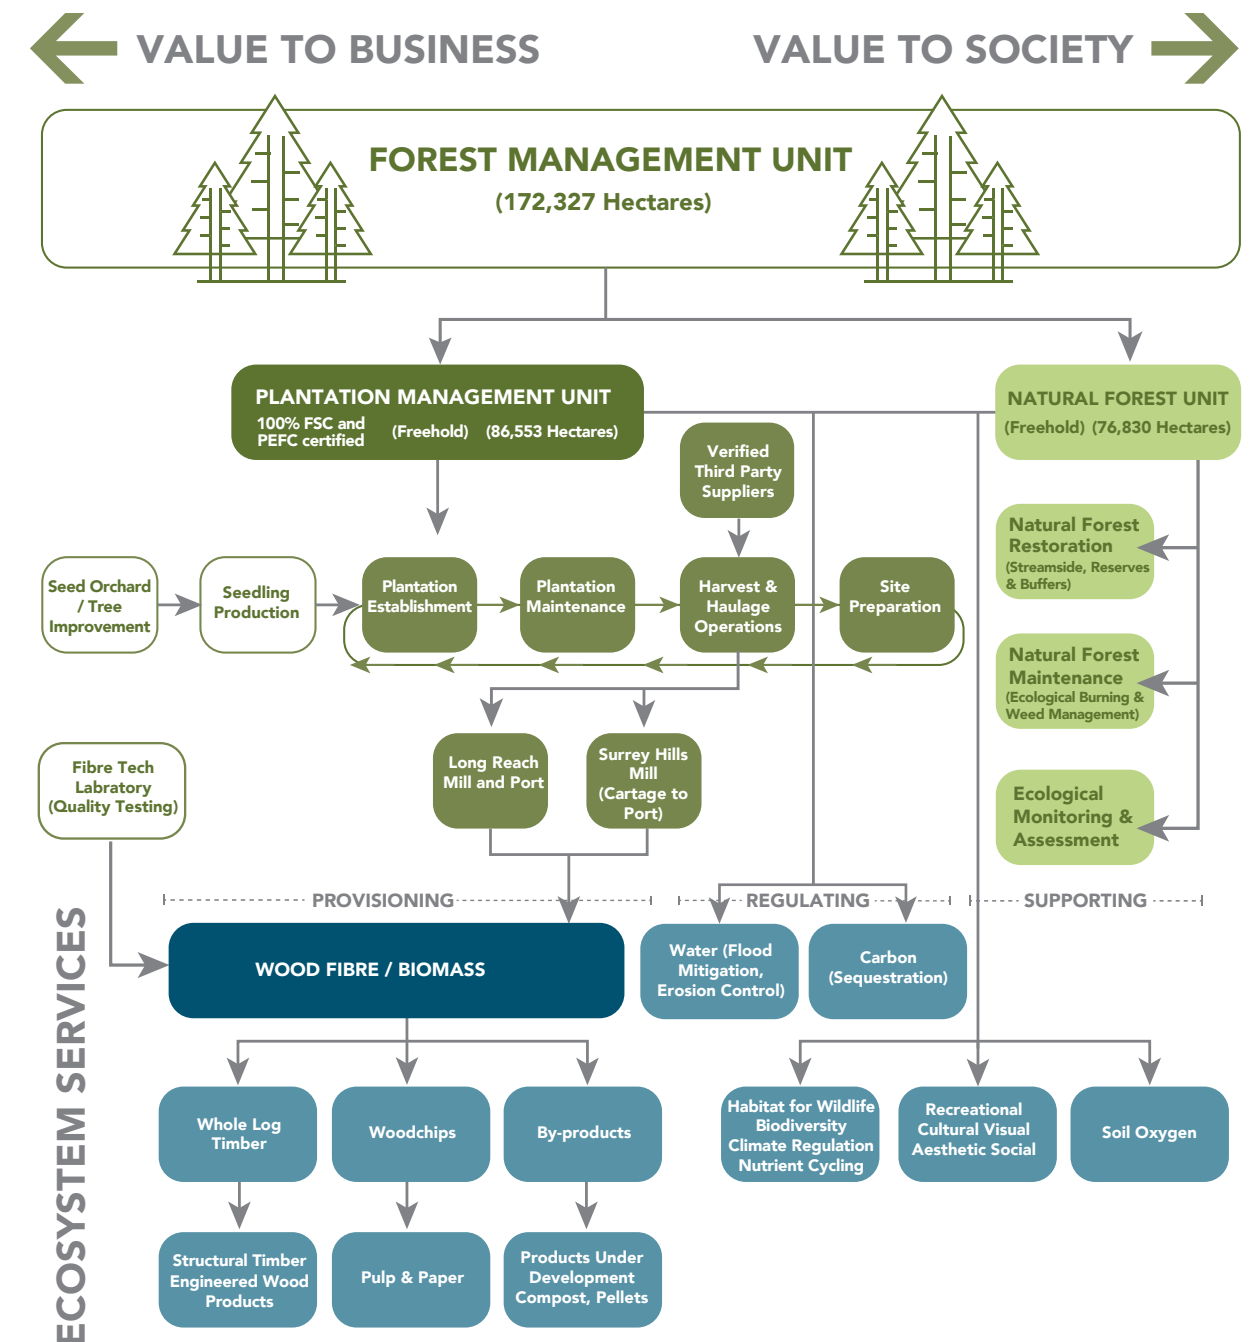 VALUE TO BUSINESS
VALUE TO SOCIETY
FOREST MANAGEMENT UNIT
(172,327 Hectares)
PLANTATION MANAGEMENT UNIT
100% FSC and
PEFC certified
(Freehold)
(86,553 Hectares)
NATURAL FOREST UNIT
(Freehold) (76,830 Hectares)
Verified
Third Party
Suppliers
Natural Forest
Restoration
(Streamside, Reserves
& Buffers)
Seed Orchard
/ Tree
Improvement
Seedling
Production
Plantation
Establishment
Plantation
Maintenance
Harvest &
Haulage
Operations
Site
Preparation
Natural Forest
Maintenance
(Ecological Burning &
Weed Management)
Long Reach
Mill and Port
Surrey Hills
Mill
(Cartage to
Port)
Fibre Tech
Labratory
(Quality Testing)
Ecological
Monitoring &
Assessment
ECOSYSTEM SERVICES
PROVISIONING
REGULATING
SUPPORTING
WOOD FIBRE / BIOMASS
Water (Flood
Mitigation,
Erosion Control)
Carbon
(Sequestration)
Whole Log
Timber
Woodchips
By-products
Habitat for Wildlife
Biodiversity
Climate Regulation
Nutrient Cycling
Recreational
Cultural Visual
Aesthetic Social
Soil Oxygen
Structural Timber
Engineered Wood
Products
Pulp & Paper
Products Under
Development
Compost, Pellets